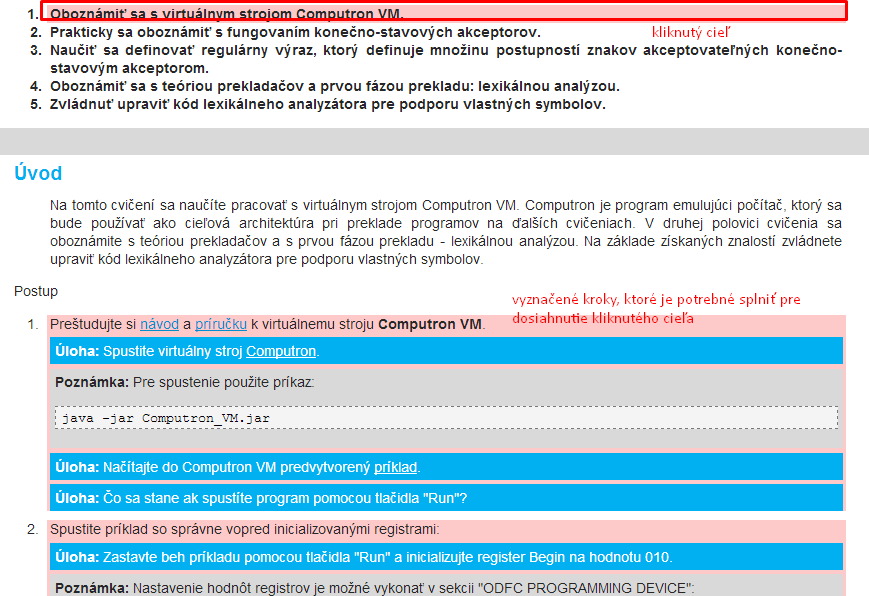 1. Oboznámiť sa s virtuálnym strojom Computron VM.
2. Prakticky sa oboznámiť s fungovaním konečno-stavových akceptorov.
kliknutý cieľ
3. Naučiť sa definovať regulárny výraz, ktorý definuje množinu postupností znakov akceptovateľných konečno-
stavovým akceptorom.
4. Oboznámiť sa s teóriou prekladačov a prvou fázou prekladu: lexikálnou analýzou.
5. Zvládnuť upraviť kód lexikálneho analyzátora pre podporu vlastných symbolov.
Úvod
Na tomto cvičení sa naučíte pracovať s virtuálnym strojom Computron VM. Computron je program emulujúci počítač, ktorý sa
bude používať ako cieľová architektúra pri preklade programov na ďalších cvičeniach. V druhej polovici cvičenia sa
oboznámite s teóriou prekladačov a s prvou fázou prekladu - lexikálnou analýzou. Na základe získaných znalostí zvládnete
upraviť kód lexikálneho analyzátora pre podporu vlastných symbolov.
Postup
vyznačené kroky, ktoré je potrebné splniť pre
dosiahnutie kliknutého cieľa
1. Preštudujte si návod a príručku k virtuálnemu stroju Computron VM.
Úloha: Spustite virtuálny stroj Computron.
Poznámka: Pre spustenie použite príkaz:
java -jar Computron_VM.jar
Úloha: Načítajte do Computron VM predvytvorený príklad.
Úloha: Čo sa stane ak spustíte program pomocou tlačidla "Run"?
2. Spustite príklad so správne vopred inicializovanými registrami:
Úloha: Zastavte beh príkladu pomocou tlačidla "Run" a inicializujte register Begin na hodnotu 010.
Poznámka: Nastavenie hodnôt registrov je možné vykonať v sekcii "ODFC PROGRAMMING DEVICE":